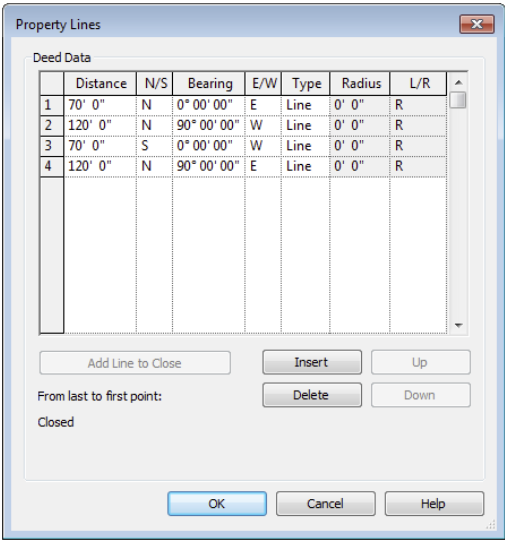 Property Lines
Deed Data
Distance N/S Bearing E/W Type Radius L/R
1 70' 0" N 0° 00' 00" E Line 0' 0" R
2 120' 0" N 90° 00' 00" W Line 0' 0" R
3 70' 0" S 0° 00' 00" W Line 0' 0" R
4 120' 0" N 90° 00' 00" E Line 0' 0" R
Add Line to Close Insert Up
From last to first point: Delete Down
Closed
OK Cancel Help